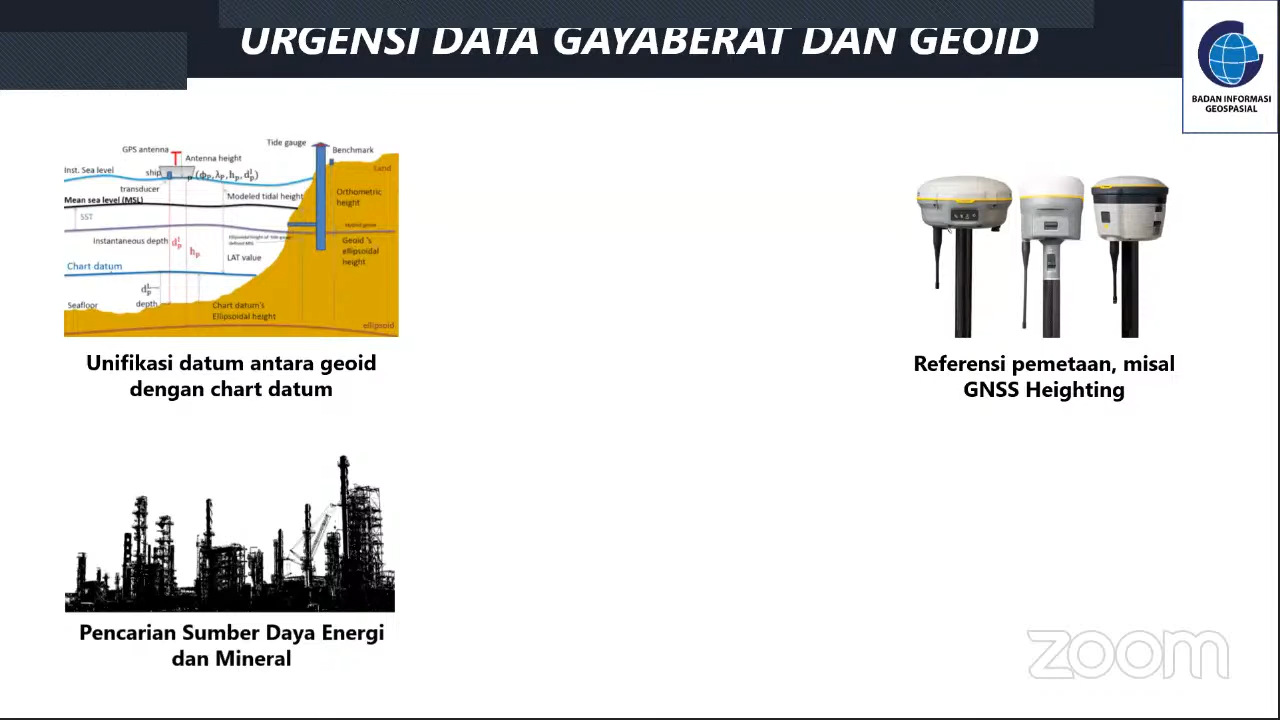 URGENSI DATA GAYABERAT DAN GEOID
BADAN INFORMASI
GEOSPASIAL
GPS antenna
Antenna height
Tide gauge
Benchmark
Inst. Sea level
ship
Land
transducer
Modeled tidal height
Orthometric
height
Mean sea level (MSL)
SST
Instantaneous depth
Geoid 's
ellipsoidal
height
LAT value
Chart datum
Seafloor
depth
Chart datum's
Ellipsoidal height
ellipsoid
Unifikasi datum antara geoid
dengan chart datum
Referensi pemetaan, misal
GNSS Heighting
Pencarian Sumber Daya Energi
dan Mineral
zoom